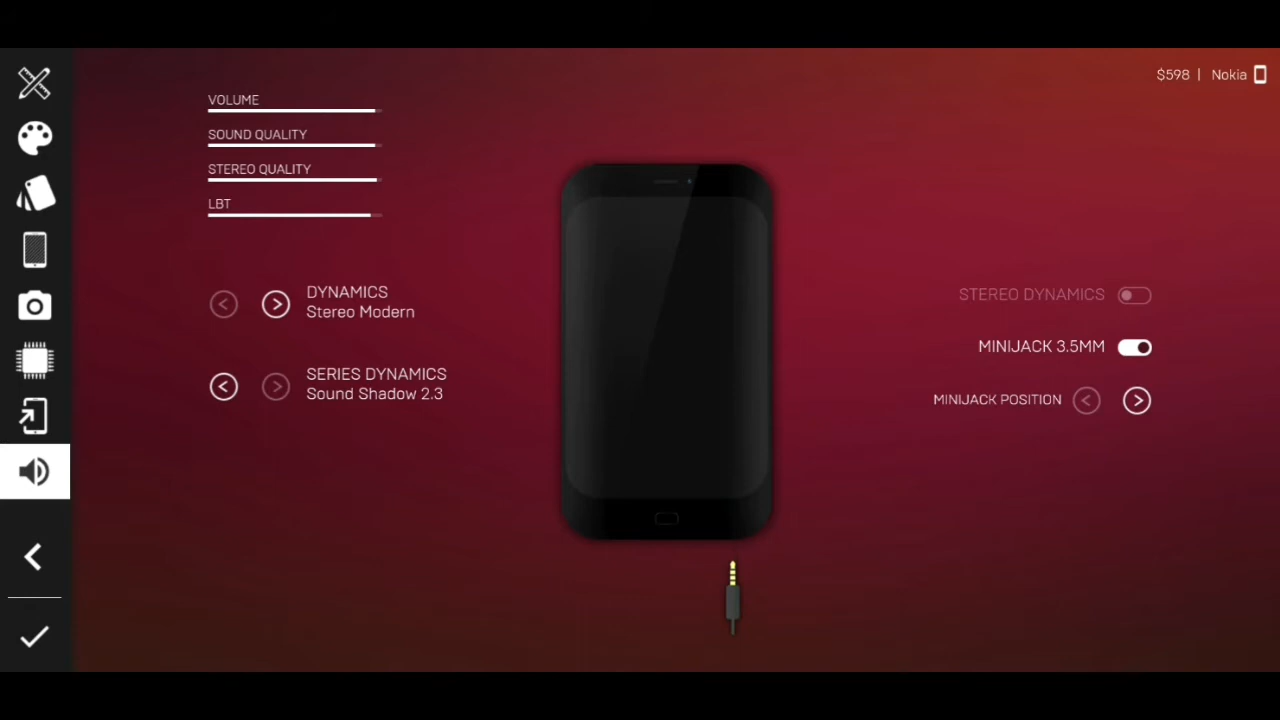 $598 | Nokia
VOLUME
SOUND QUALITY
STEREO QUALITY
LBT
DYNAMICS
Stereo Modern
SERIES DYNAMICS
Sound Shadow 2.3
STEREO DYNAMICS
MINIJACK 3.5MM
MINIJACK POSITION